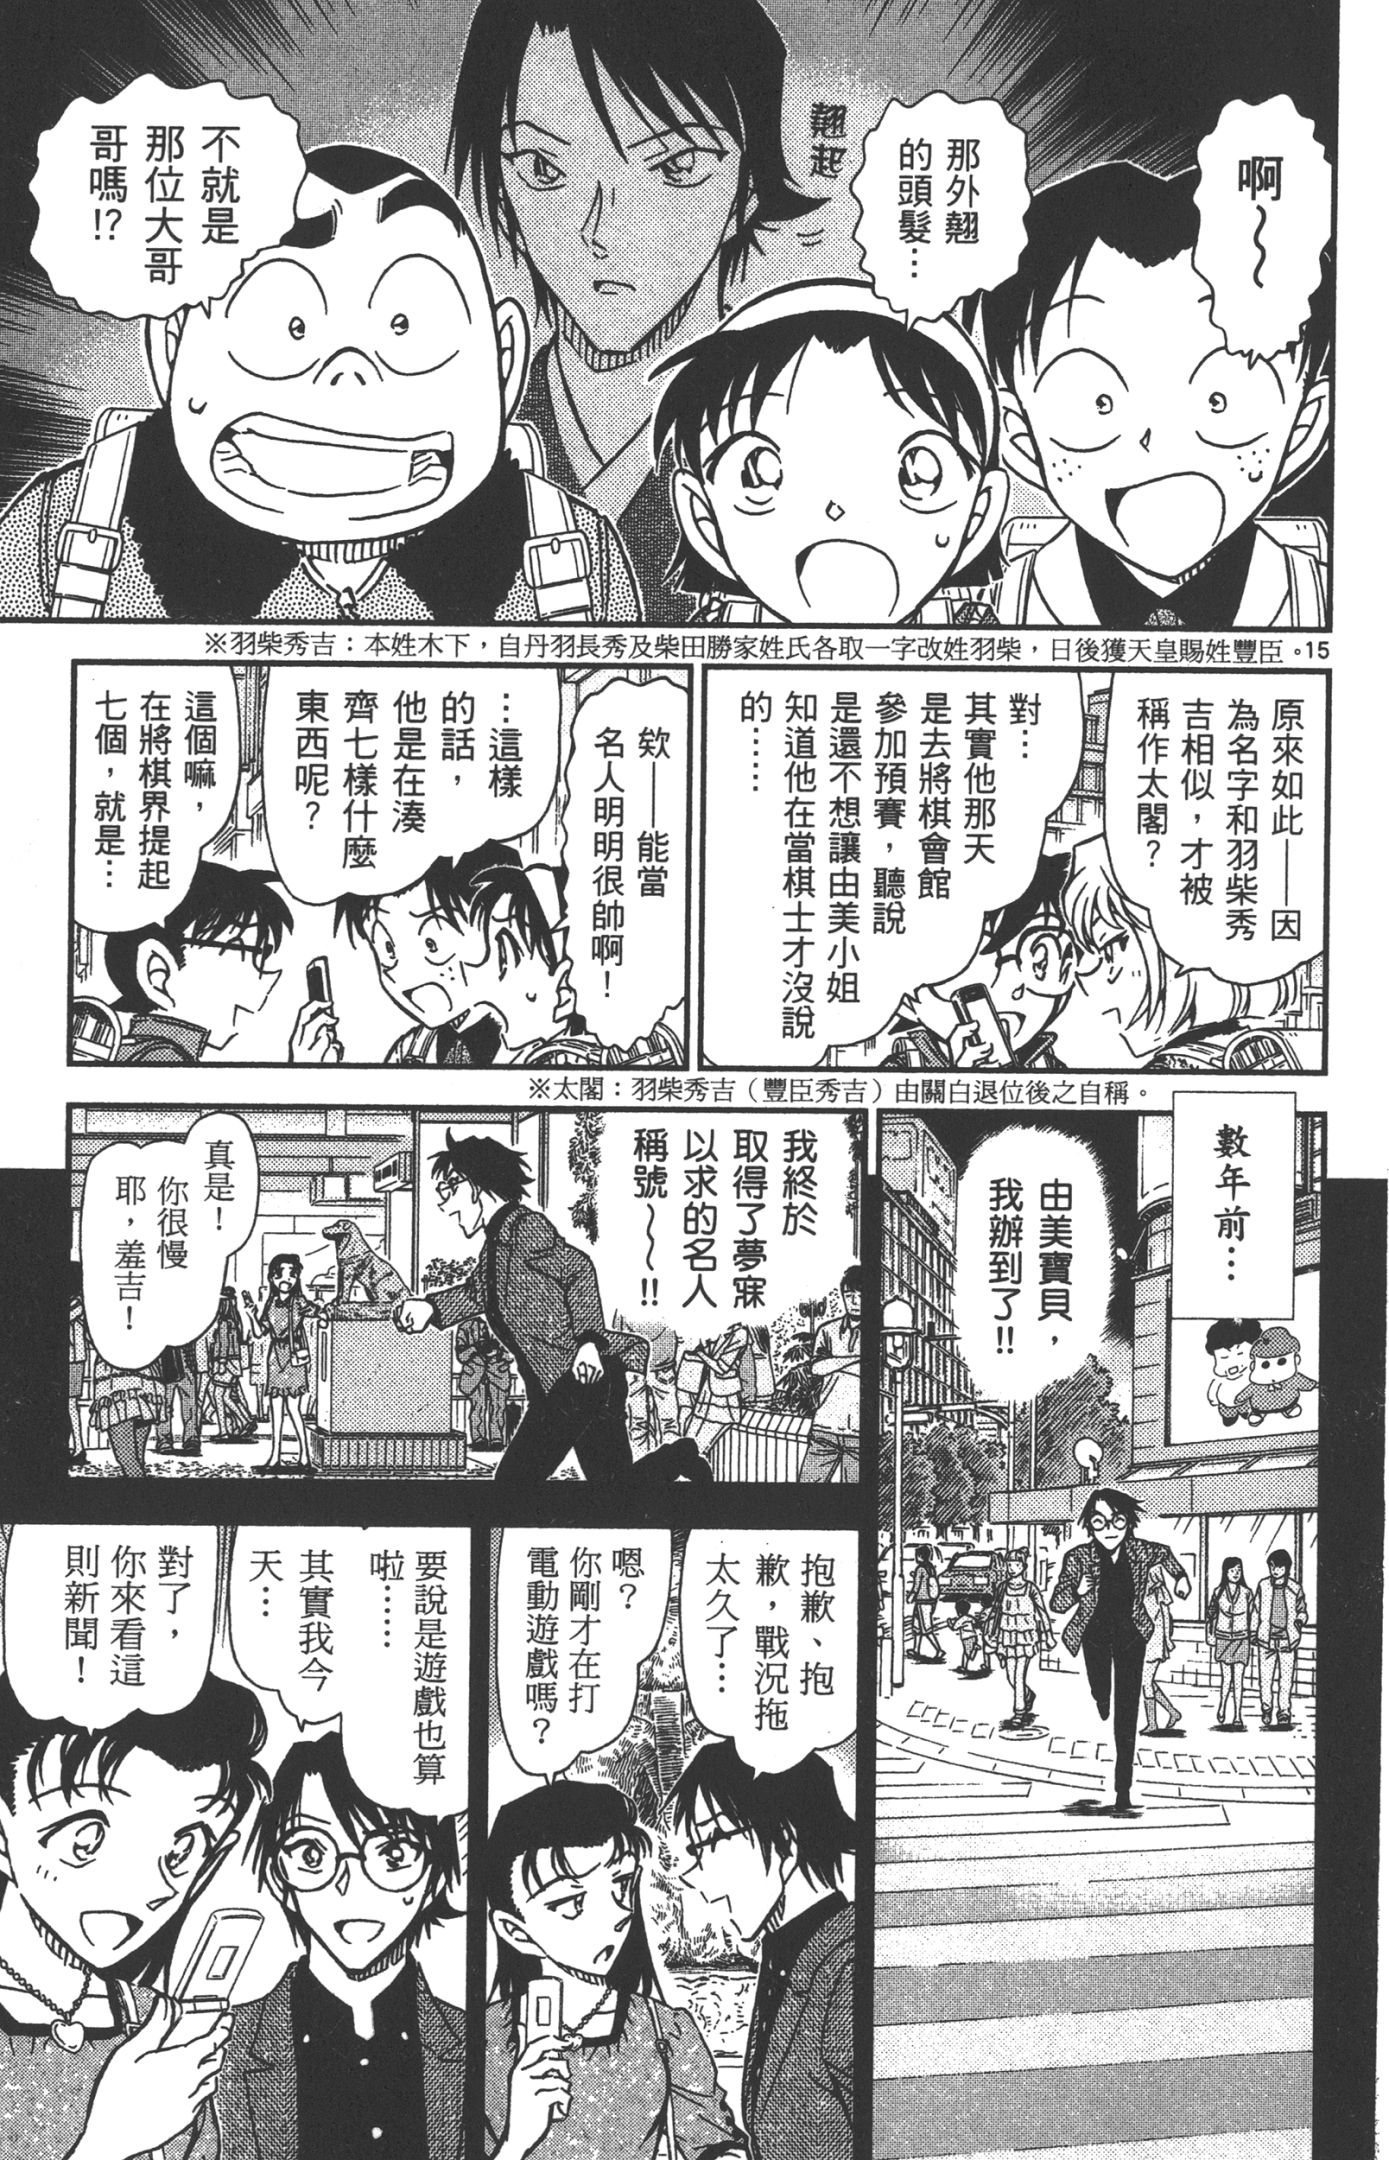 啊～
那外翹
的頭髮…
翹起
不就是
那位大哥
哥嗎!?
※羽柴秀吉：本姓木下，自丹羽長秀及柴田勝家姓氏各取一字改姓羽柴，日後獲天皇賜姓豐臣。15
原來如此——因
為名字和羽柴秀
吉相似，才被
稱作太閣？
對…
其實他那天
是去將棋會館
參加預賽，聽說
是還不想讓由美小姐
知道他在當棋士才沒說
的……
欸——能當
名人明明很帥啊！
…這樣
的話，
他是在湊
齊七樣什麼
東西呢？
這個嘛，
在將棋界提起
七個，就是…
※太閣：羽柴秀吉（豐臣秀吉）由關白退位後之自稱。
數年前…
由美寶貝，
我辦到了!!
我終於
取得了夢寐
以求的名人
稱號～～!!
真是！
你很慢
耶，羞吉！
抱歉、抱
歉，戰況拖
太久了…
嗯？
你剛才在打
電動遊戲嗎？
要說是遊戲也算
啦……
其實我今
天…
對了，
你來看這
則新聞！